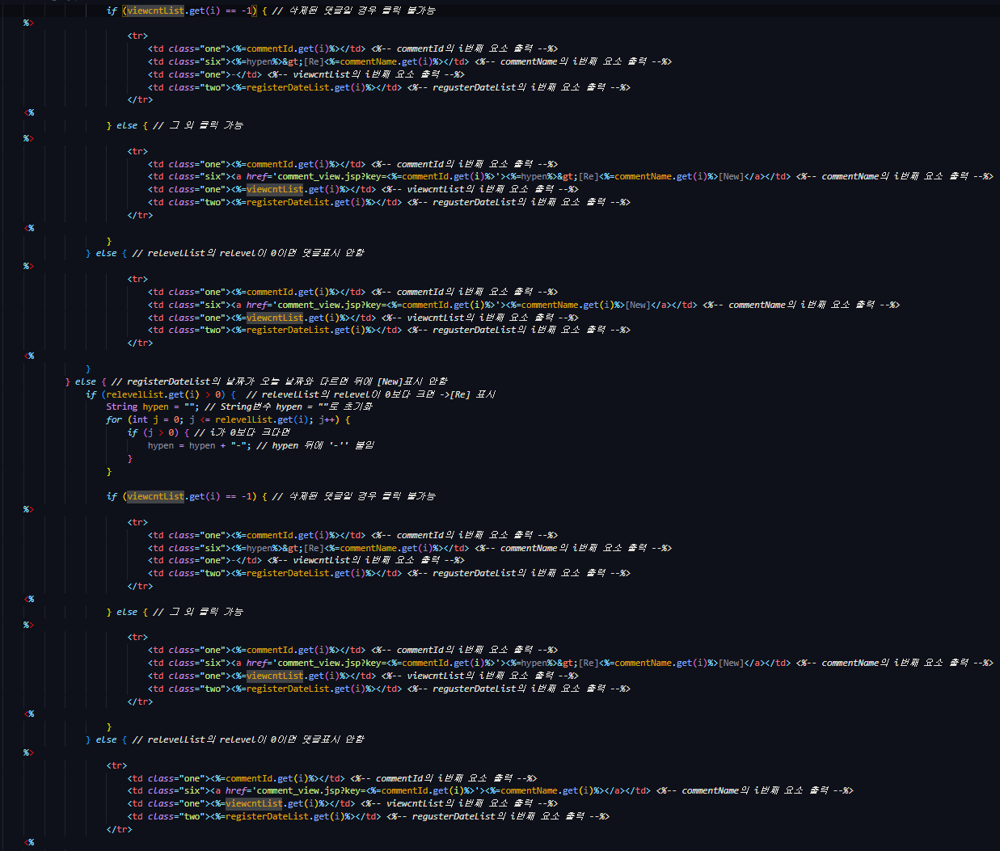 if (viewcntList.get(i) == -1) { // 삭제된 댓글일 경우 클릭 불가능
%>
<tr>
<td class="one"><%=commentId.get(i)%></td> <%-- commentId의 i번째 요소 출력 --%>
<td class="six"><%=hypen%>&gt;[Re]<%=commentName.get(i)%></td> <%-- commentName의 i번째 요소 출력 --%>
<td class="one">-</td> <%-- viewcntList의 i번째 요소 출력 --%>
<td class="two"><%=registerDateList.get(i)%></td> <%-- regusterDateList의 i번째 요소 출력 --%>
</tr>
<%
} else { // 그 외 클릭 가능
%>
<tr>
<td class="one"><%=commentId.get(i)%></td> <%-- commentId의 i번째 요소 출력 --%>
<td class="six"><a href='comment_view.jsp?key=<%=commentId.get(i)%>'><%=hypen%>&gt;[Re]<%=commentName.get(i)%>[New]</a></td> <%-- commentName의 i번째 요소 출력 --%>
<td class="one"><%=viewcntList.get(i)%></td> <%-- viewcntList의 i번째 요소 출력 --%>
<td class="two"><%=registerDateList.get(i)%></td> <%-- regusterDateList의 i번째 요소 출력 --%>
</tr>
<%
}
} else { // relevelList의 relevel이 0이면 댓글표시 안함
%>
<tr>
<td class="one"><%=commentId.get(i)%></td> <%-- commentId의 i번째 요소 출력 --%>
<td class="six"><a href='comment_view.jsp?key=<%=commentId.get(i)%>'><%=commentName.get(i)%>[New]</a></td> <%-- commentName의 i번째 요소 출력 --%>
<td class="one"><%=viewcntList.get(i)%></td> <%-- viewcntList의 i번째 요소 출력 --%>
<td class="two"><%=registerDateList.get(i)%></td> <%-- regusterDateList의 i번째 요소 출력 --%>
</tr>
<%
}
} else { // registerDateList의 날짜가 오늘 날짜와 다르면 뒤에 [New]표시 안함
if (relevelList.get(i) > 0) {  // relevelList의 relevel이 0보다 크면 ->[Re] 표시
String hypen = ""; // String변수 hypen = ""로 초기화
for (int j = 0; j <= relevelList.get(i); j++) {
if (j > 0) { // i가 0보다 크다면
hypen = hypen + "-"; // hypen 뒤에 '-'' 붙임
}
}
if (viewcntList.get(i) == -1) { // 삭제된 댓글일 경우 클릭 불가능
%>
<tr>
<td class="one"><%=commentId.get(i)%></td> <%-- commentId의 i번째 요소 출력 --%>
<td class="six"><%=hypen%>&gt;[Re]<%=commentName.get(i)%></td> <%-- commentName의 i번째 요소 출력 --%>
<td class="one">-</td> <%-- viewcntList의 i번째 요소 출력 --%>
<td class="two"><%=registerDateList.get(i)%></td> <%-- regusterDateList의 i번째 요소 출력 --%>
</tr>
<%
} else { // 그 외 클릭 가능
%>
<tr>
<td class="one"><%=commentId.get(i)%></td> <%-- commentId의 i번째 요소 출력 --%>
<td class="six"><a href='comment_view.jsp?key=<%=commentId.get(i)%>'><%=hypen%>&gt;[Re]<%=commentName.get(i)%>[New]</a></td> <%-- commentName의 i번째 요소 출력 --%>
<td class="one"><%=viewcntList.get(i)%></td> <%-- viewcntList의 i번째 요소 출력 --%>
<td class="two"><%=registerDateList.get(i)%></td> <%-- regusterDateList의 i번째 요소 출력 --%>
</tr>
<%
}
} else { // relevelList의 relevel이 0이면 댓글표시 안함
%>
<tr>
<td class="one"><%=commentId.get(i)%></td> <%-- commentId의 i번째 요소 출력 --%>
<td class="six"><a href='comment_view.jsp?key=<%=commentId.get(i)%>'><%=commentName.get(i)%></a></td> <%-- commentName의 i번째 요소 출력 --%>
<td class="one"><%=viewcntList.get(i)%></td> <%-- viewcntList의 i번째 요소 출력 --%>
<td class="two"><%=registerDateList.get(i)%></td> <%-- regusterDateList의 i번째 요소 출력 --%>
</tr>
<%